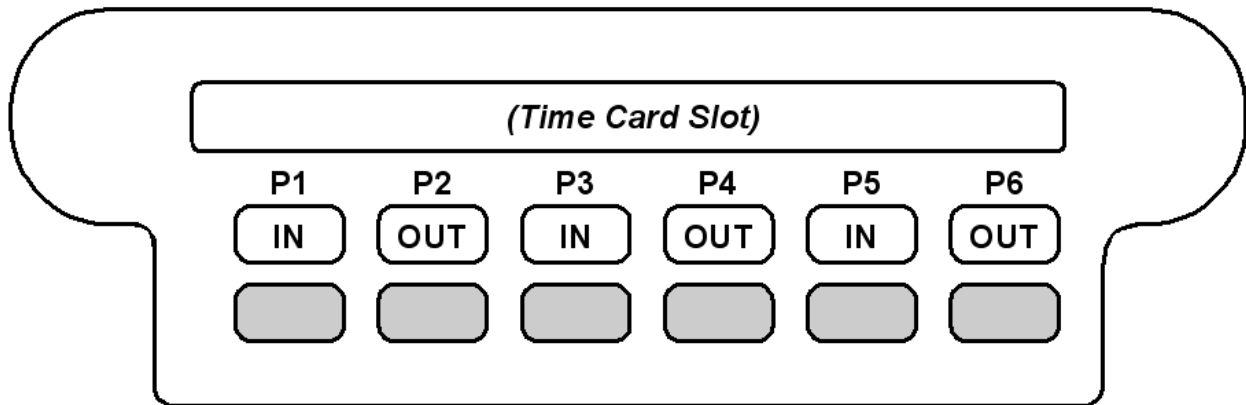 (Time Card Slot)
P1 P2 P3 P4 P5 P6
IN OUT IN OUT IN OUT